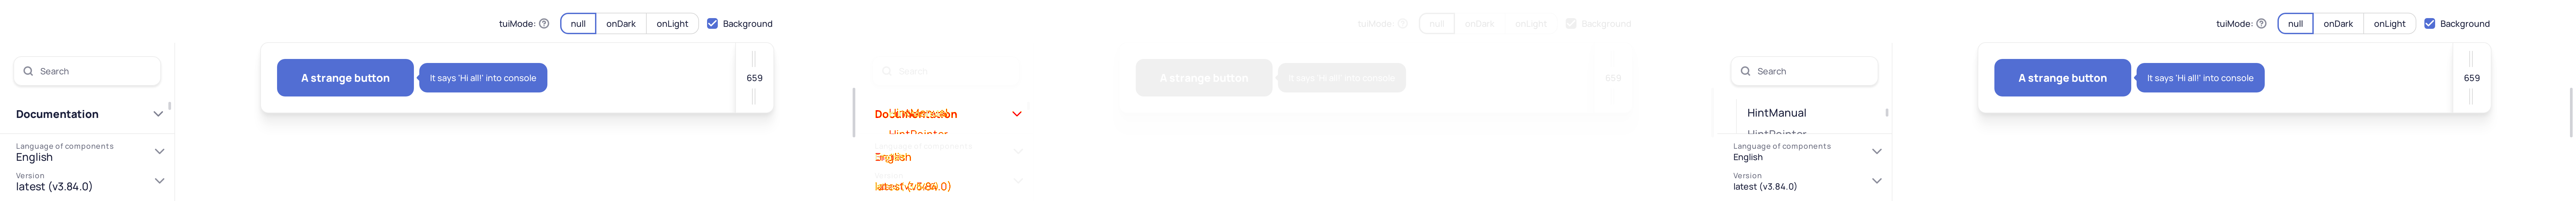 tuiMode: null onDark onLight Background
Search
A strange button It says 'Hi all!' into console 659
Documentation
Language of components
English
Version
latest (v3.84.0)
tuiMode: null onDark onLight Background
Search
A strange button It says 'Hi all!' into console 659
Documentation
HintPointer
Language of components
English
latest (v3.84.0)
tuiMode: null onDark onLight Background
Search
A strange button It says 'Hi all!' into console 659
HintManual
HintPointer
Language of components
English
Version
latest (v3.84.0)